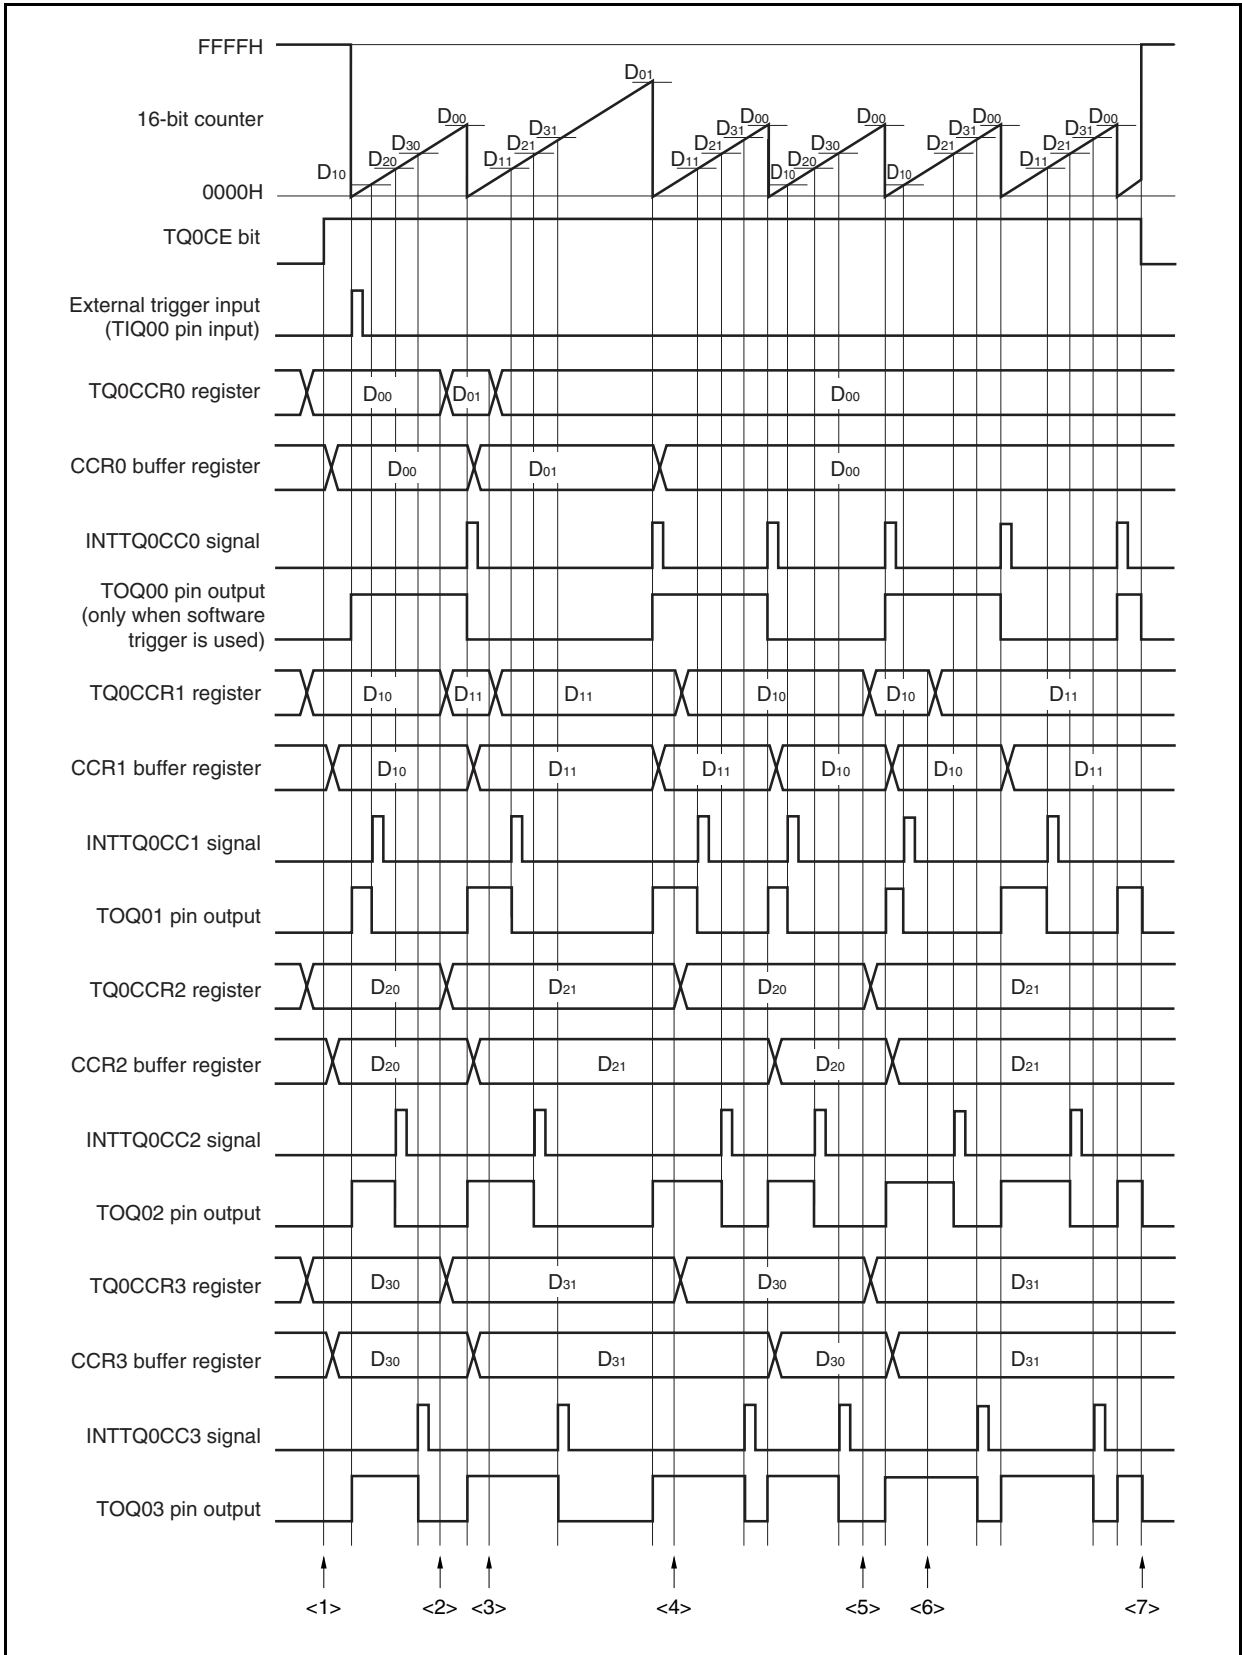 FFFFH
D01
16-bit counter
D00 D00 D00 D00 D00
D30 D31 D31 D30 D31 D31
D20 D21 D21 D20 D21 D21
D10 D11 D11 D10 D10 D11
0000H
TQ0CE bit
External trigger input
(TIQ00 pin input)
TQ0CCR0 register D00 D01 D00
CCR0 buffer register D00 D01 D00
INTTQ0CC0 signal
TOQ00 pin output
(only when software
trigger is used)
TQ0CCR1 register D10 D11 D11 D10 D10 D11
CCR1 buffer register D10 D11 D11 D10 D10 D11
INTTQ0CC1 signal
TOQ01 pin output
TQ0CCR2 register D20 D21 D20 D21
CCR2 buffer register D20 D21 D20 D21
INTTQ0CC2 signal
TOQ02 pin output
TQ0CCR3 register D30 D31 D30 D31
CCR3 buffer register D30 D31 D30 D31
INTTQ0CC3 signal
TOQ03 pin output
<1> <2> <3> <4> <5> <6> <7>